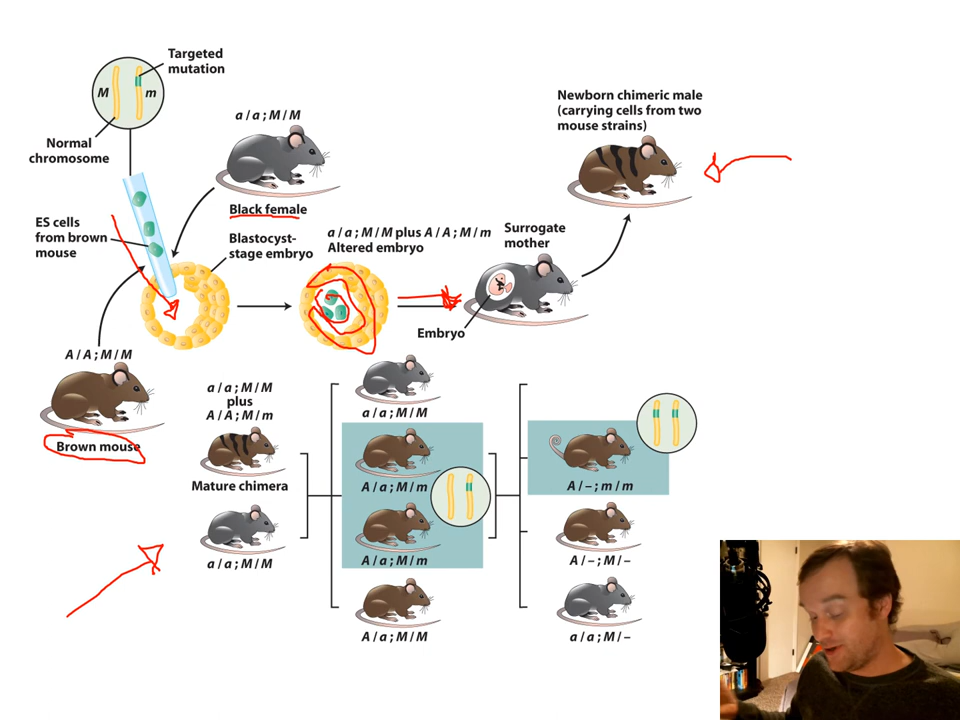 Targeted
mutation
M
m
Normal
chromosome
a / a ; M / M
Black female
ES cells
from brown
mouse
Blastocyst-
stage embryo
a / a ; M / M plus A / A ; M / m
Altered embryo
Surrogate
mother
Embryo
Newborn chimeric male
(carrying cells from two
mouse strains)
A / A ; M / M
Brown mouse
a / a ; M / M
plus
A / A ; M / m
Mature chimera
a / a ; M / M
a / a ; M / M
A / a ; M / m
A / a ; M / m
A / a ; M / M
A / – ; m / m
A / – ; M / –
a / a ; M / –